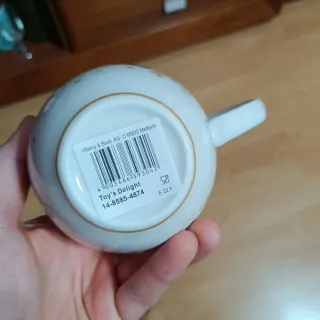 Villeroy & Boch AG · D 66693 Mettlach
Toy's Delight
14-8585-4874